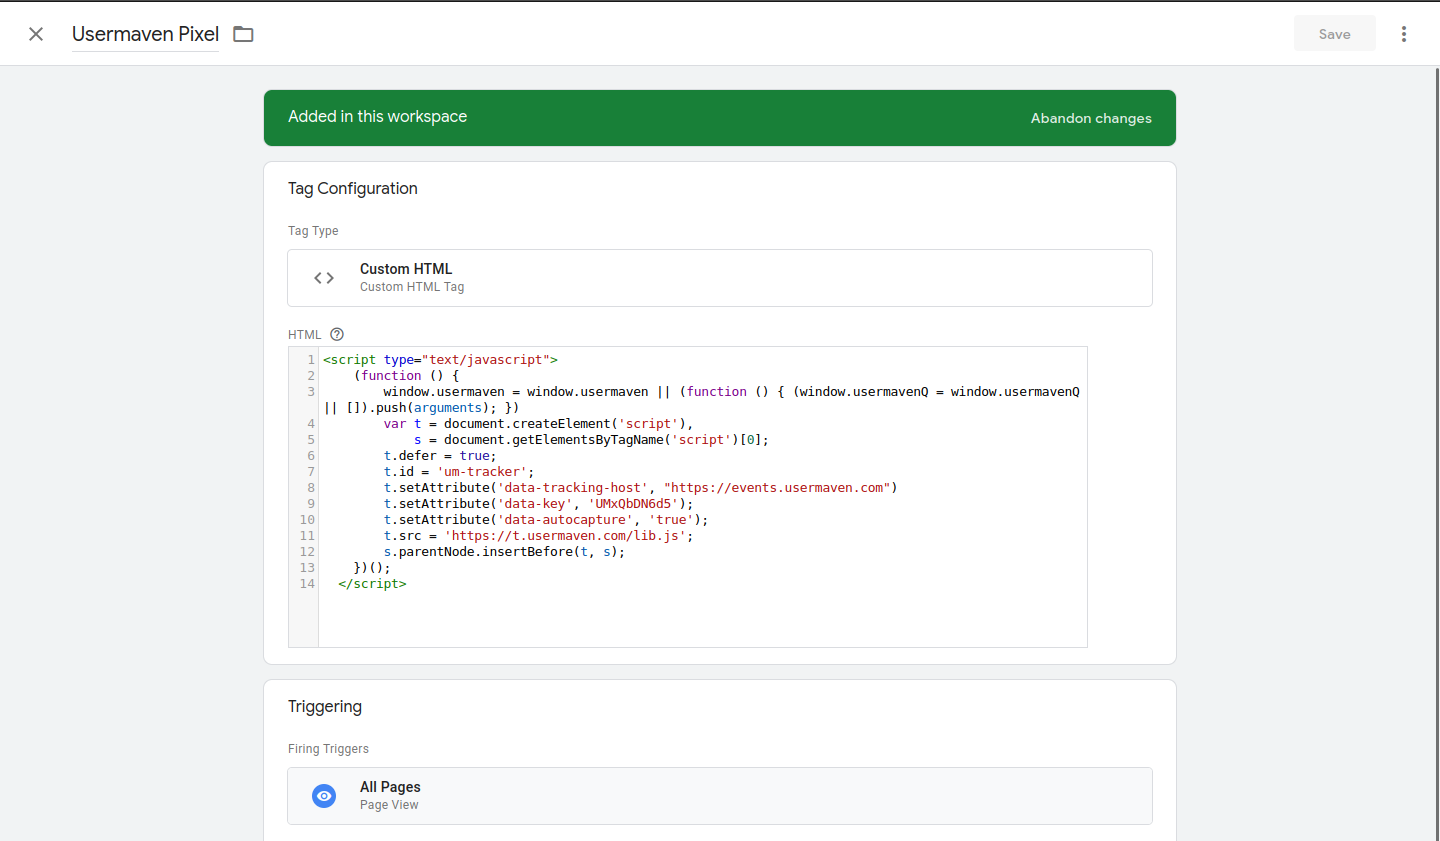 Usermaven Pixel
Save
Added in this workspace
Abandon changes
Tag Configuration
Tag Type
Custom HTML
Custom HTML Tag
HTML
1 <script type="text/javascript">
2 (function () {
3 window.usermaven = window.usermaven || (function () { (window.usermavenQ = window.usermavenQ
|| []).push(arguments); })
4 var t = document.createElement('script'),
5 s = document.getElementsByTagName('script')[0];
6 t.defer = true;
7 t.id = 'um-tracker';
8 t.setAttribute('data-tracking-host', "https://events.usermaven.com")
9 t.setAttribute('data-key', 'UMxQbDN6d5');
10 t.setAttribute('data-autocapture', 'true');
11 t.src = 'https://t.usermaven.com/lib.js';
12 s.parentNode.insertBefore(t, s);
13 })();
14 </script>
Triggering
Firing Triggers
All Pages
Page View